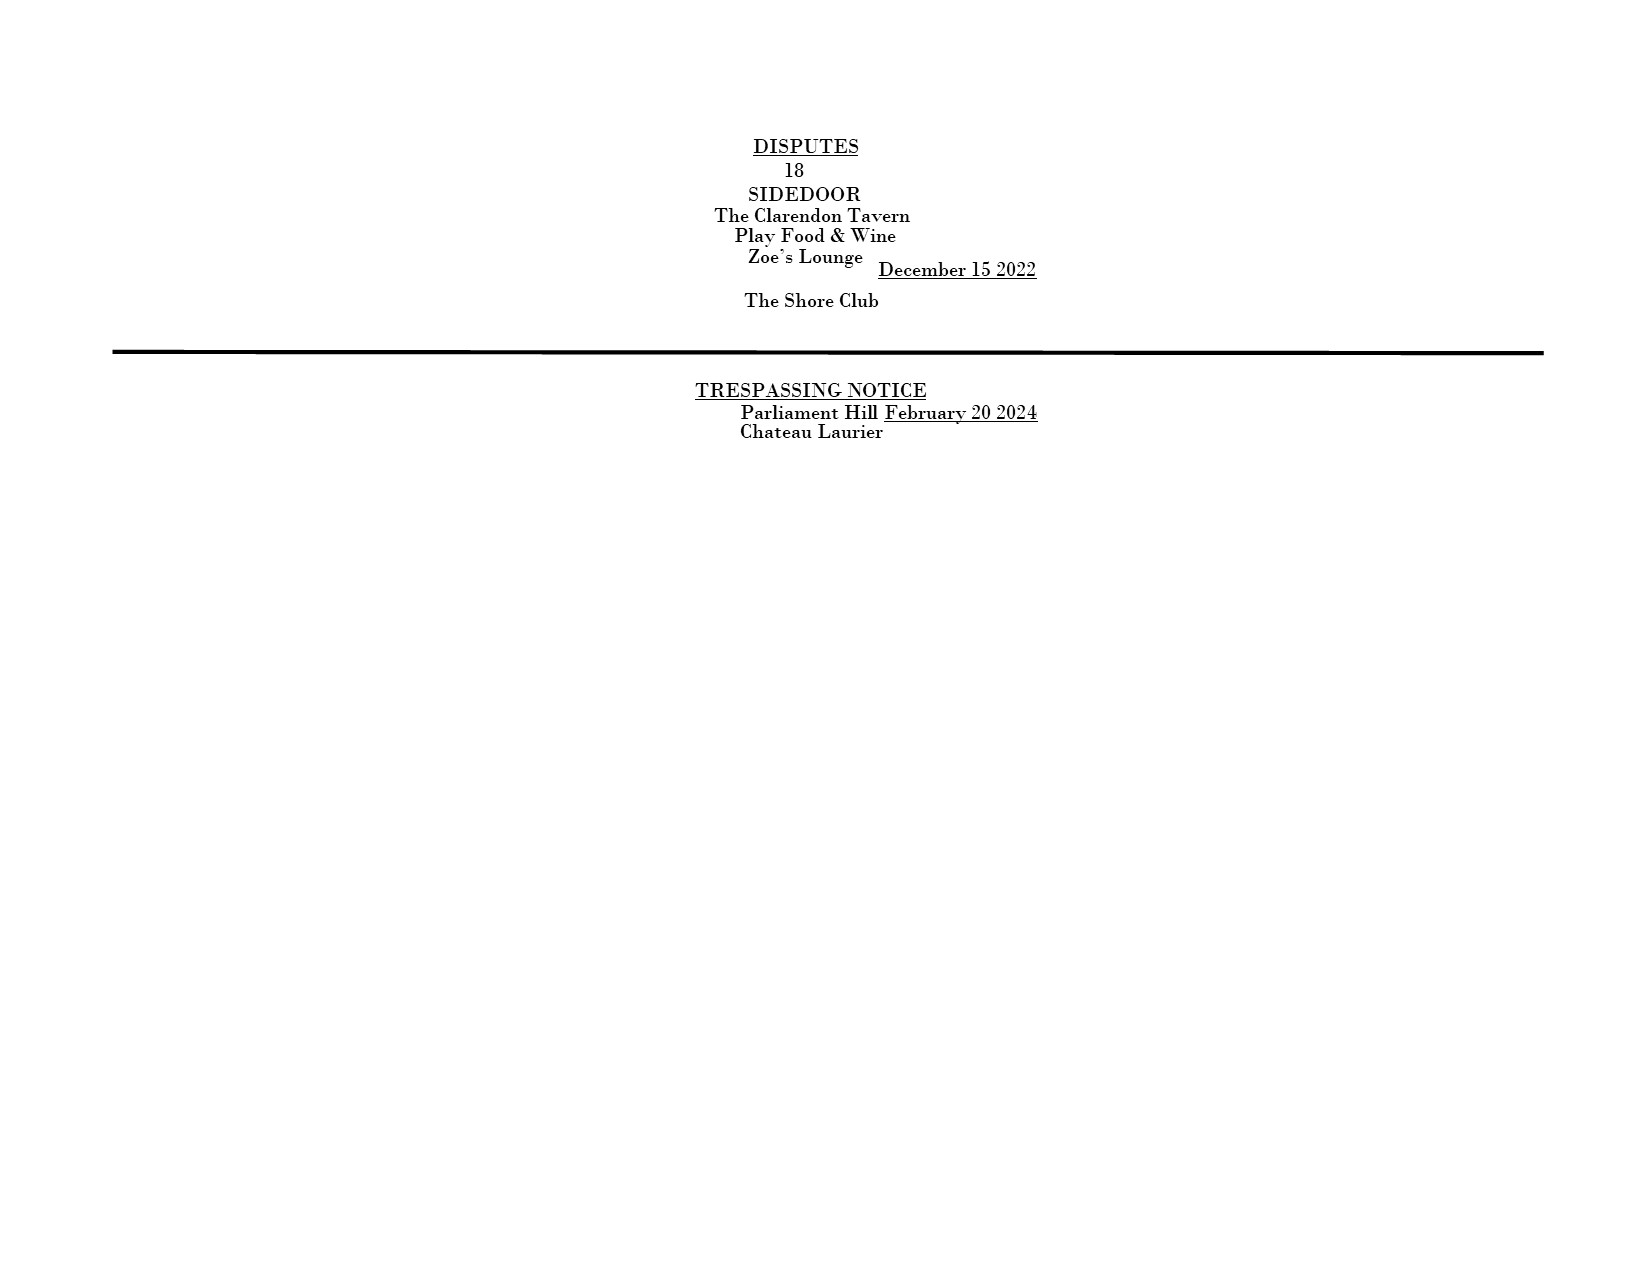 DISPUTES
18
SIDEDOOR
The Clarendon Tavern
Play Food & Wine
Zoe’s Lounge
December 15 2022
The Shore Club
TRESPASSING NOTICE
Parliament Hill February 20 2024
Chateau Laurier